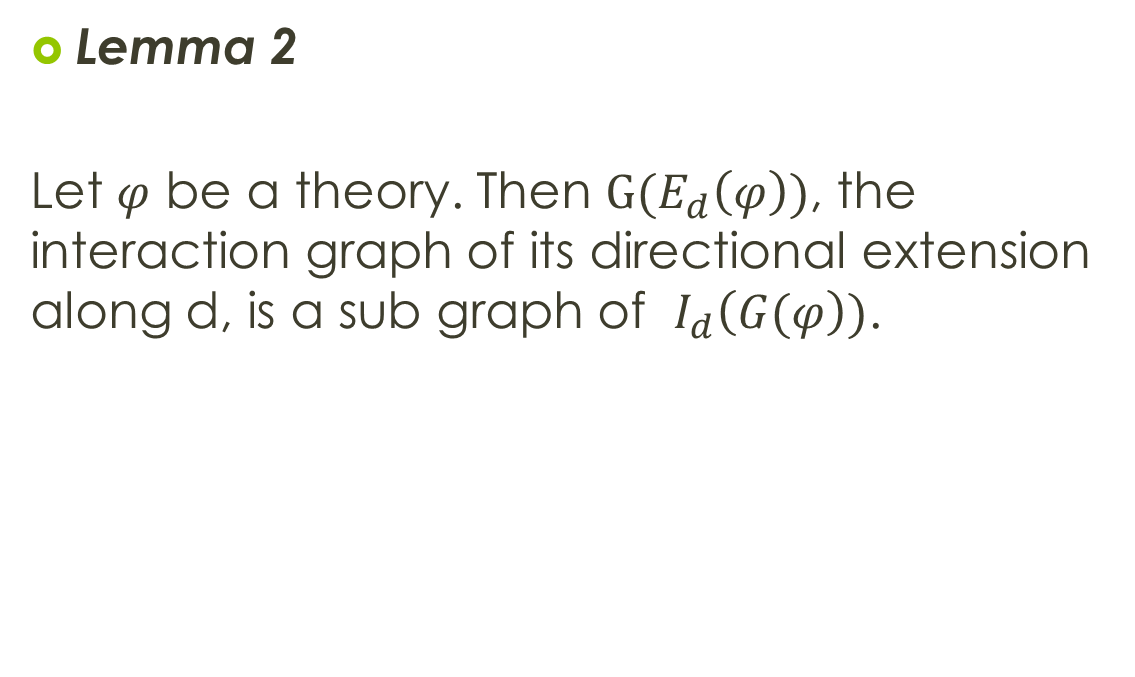 Lemma 2
Let φ be a theory. Then G(E_d(φ)), the
interaction graph of its directional extension
along d, is a sub graph of I_d(G(φ)).